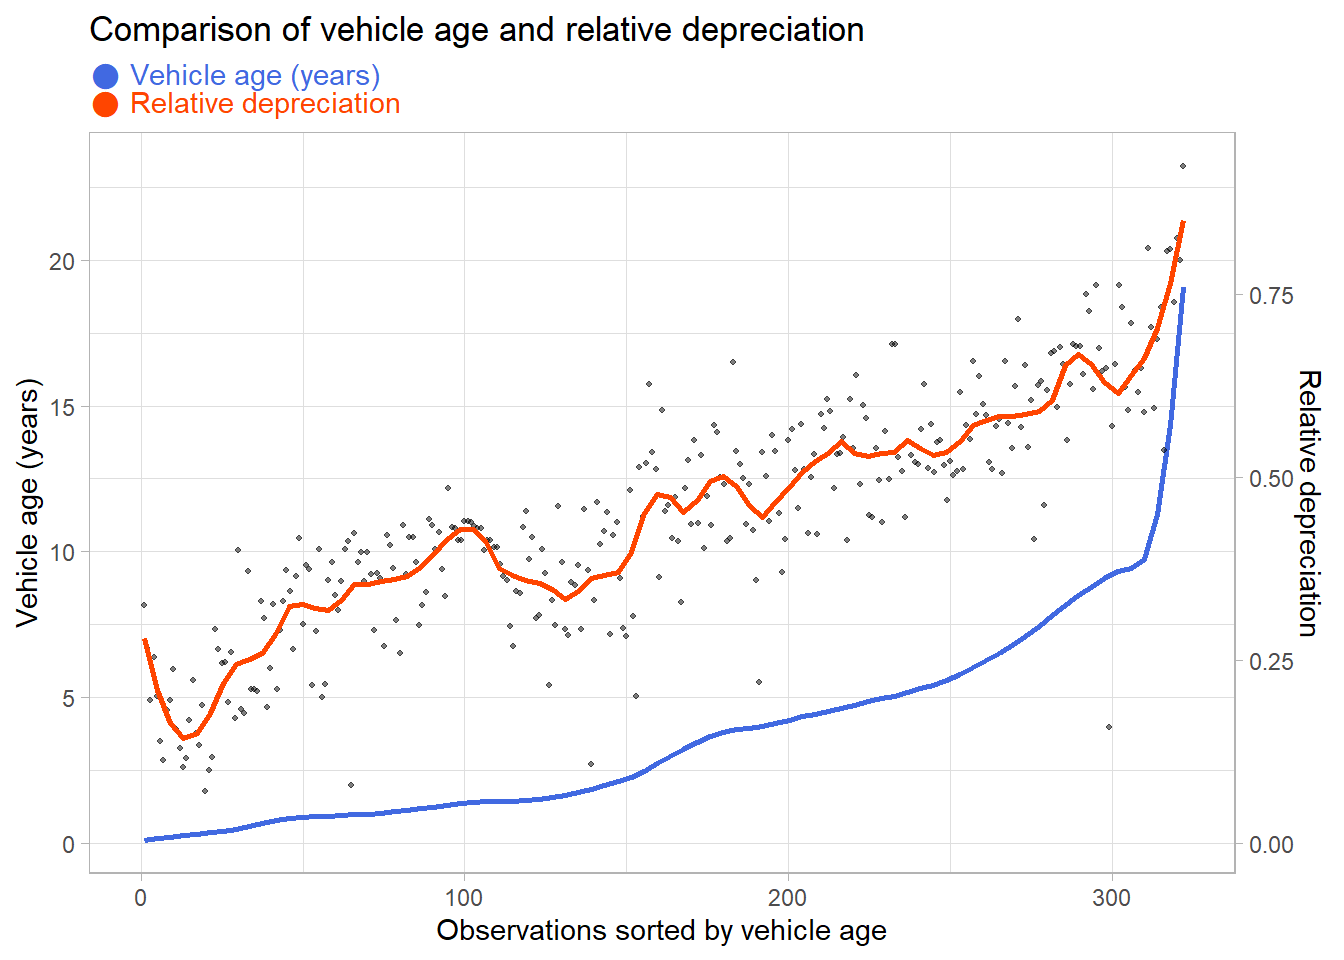 Comparison of vehicle age and relative depreciation
Vehicle age (years)
Relative depreciation
Vehicle age (years)
20
15
10
5
0
0.75
0.50
0.25
0.00
Relative depreciation
0 100 200 300
Observations sorted by vehicle age